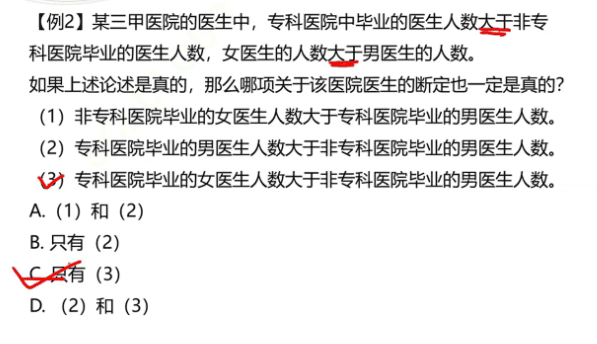 【例2】某三甲医院的医生中，专科医院中毕业的医生人数大于非专
科医院毕业的医生人数，女医生的人数大于男医生的人数。
如果上述论述是真的，那么哪项关于该医院医生的断定也一定是真的？
（1）非专科医院毕业的女医生人数大于专科医院毕业的男医生人数。
（2）专科医院毕业的男医生人数大于非专科医院毕业的男医生人数。
（3）专科医院毕业的女医生人数大于非专科医院毕业的男医生人数。
A.（1）和（2）
B. 只有（2）
C. 只有（3）
D. （2）和（3）